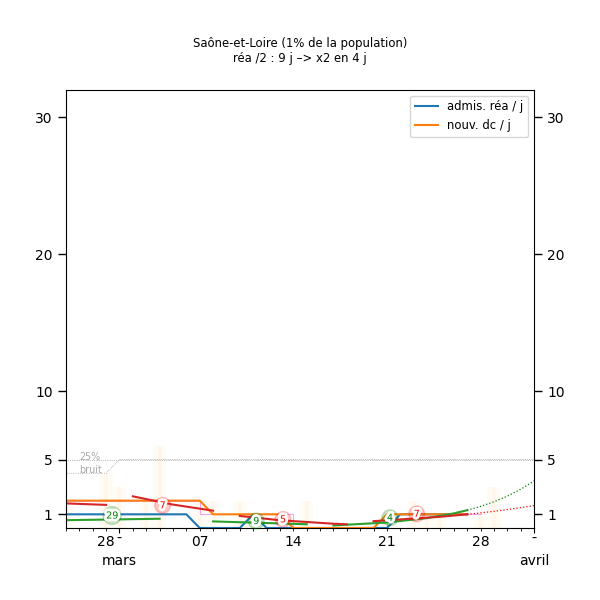 Saône-et-Loire (1% de la population)
réa /2 : 9 j –> x2 en 4 j
admis. réa / j
nouv. dc / j
30 30
20 20
10 10
5 5
1 1
25%
bruit
29 7 9 5 4 7
28 - 07 14 21 28 -
mars avril